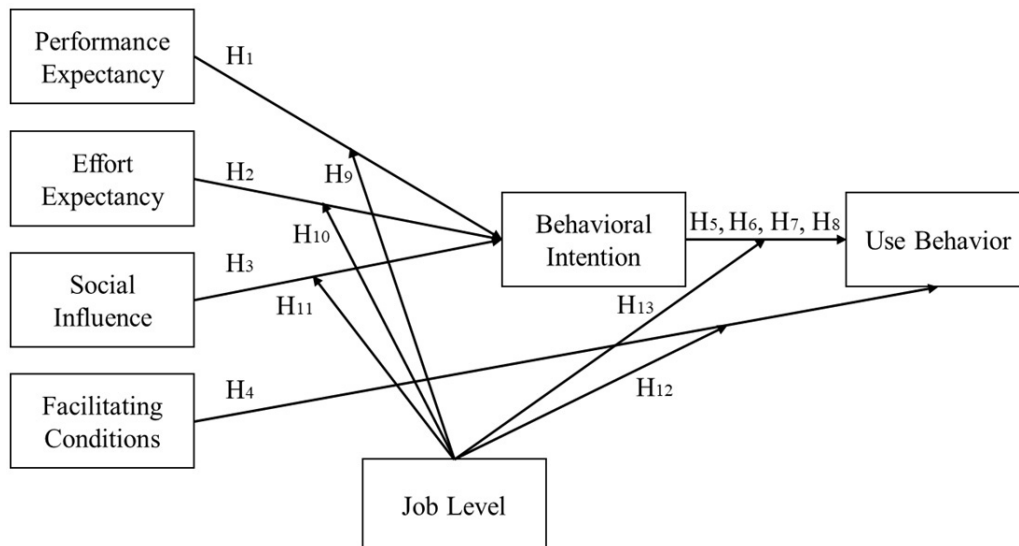 Performance
Expectancy
H1
Effort
Expectancy
H2
H9
H10
Behavioral
Intention
H5, H6, H7, H8
Use Behavior
Social
Influence
H3
H11
H13
Facilitating
Conditions
H4
H12
Job Level